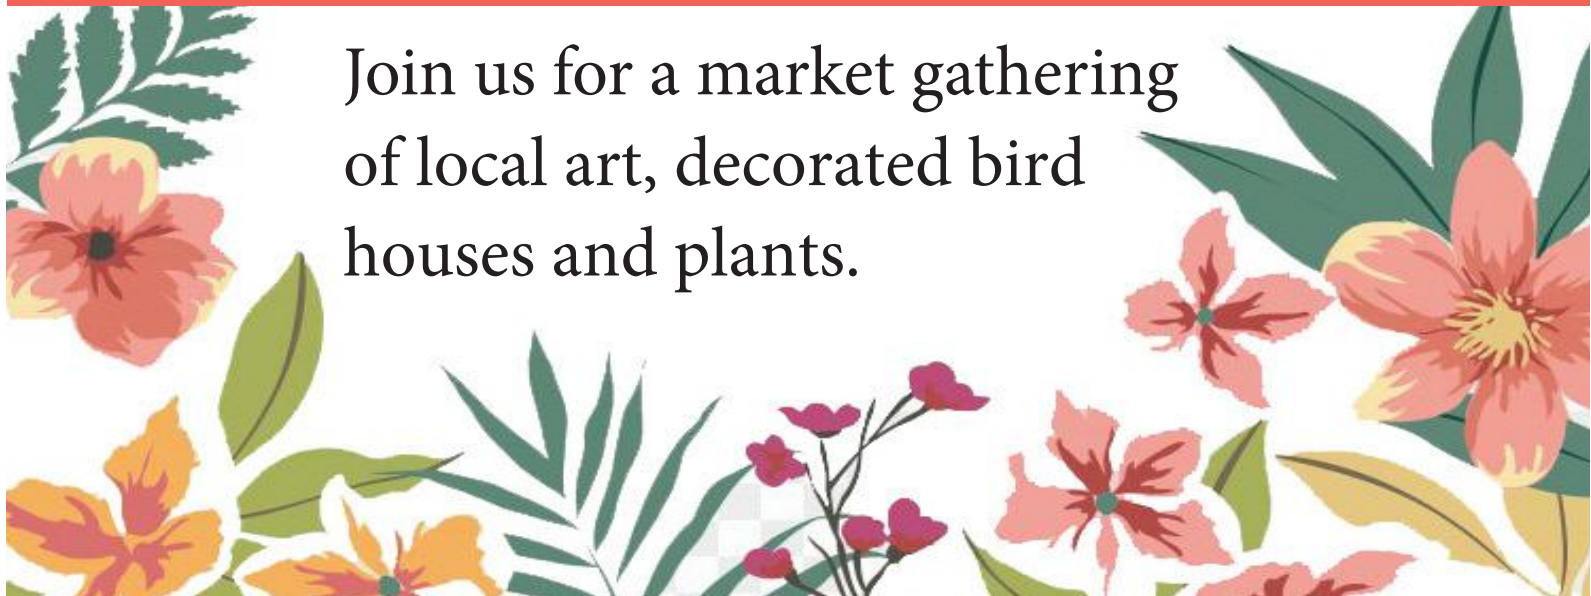 Join us for a market gathering
of local art, decorated bird
houses and plants.